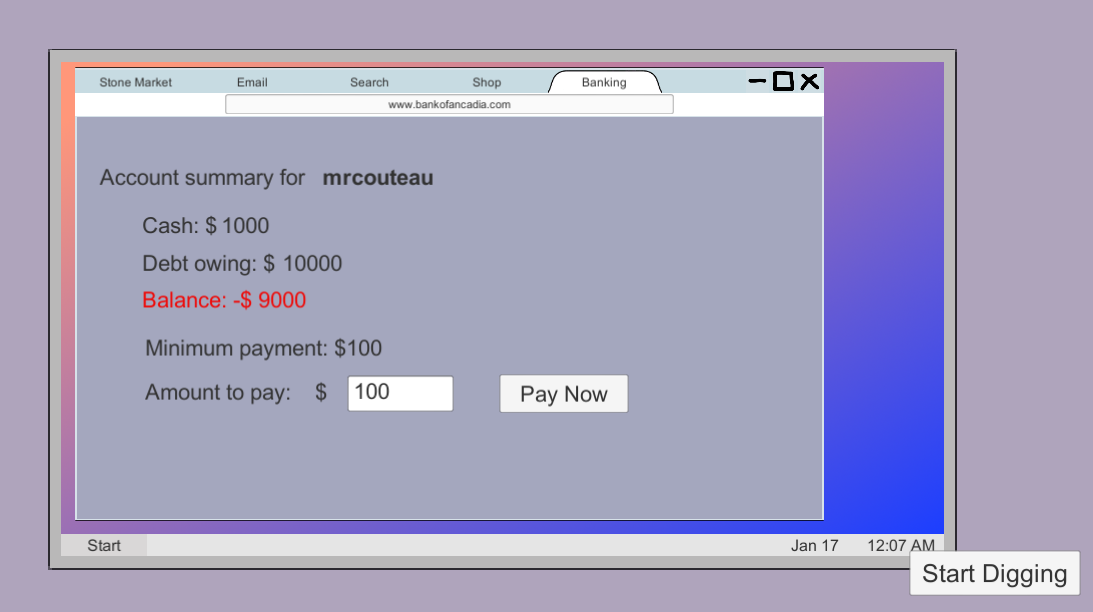 Stone Market Email Search Shop Banking
www.bankofancadia.com
Account summary for mrcouteau
Cash: $ 1000
Debt owing: $ 10000
Balance: -$ 9000
Minimum payment: $100
Amount to pay: $ 100 Pay Now
Start Jan 17 12:07 AM
Start Digging